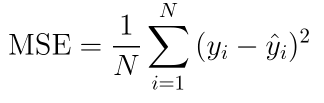 MSE = \frac{1}{N} \sum_{i=1}^{N} (y_i - \hat{y}_i)^2